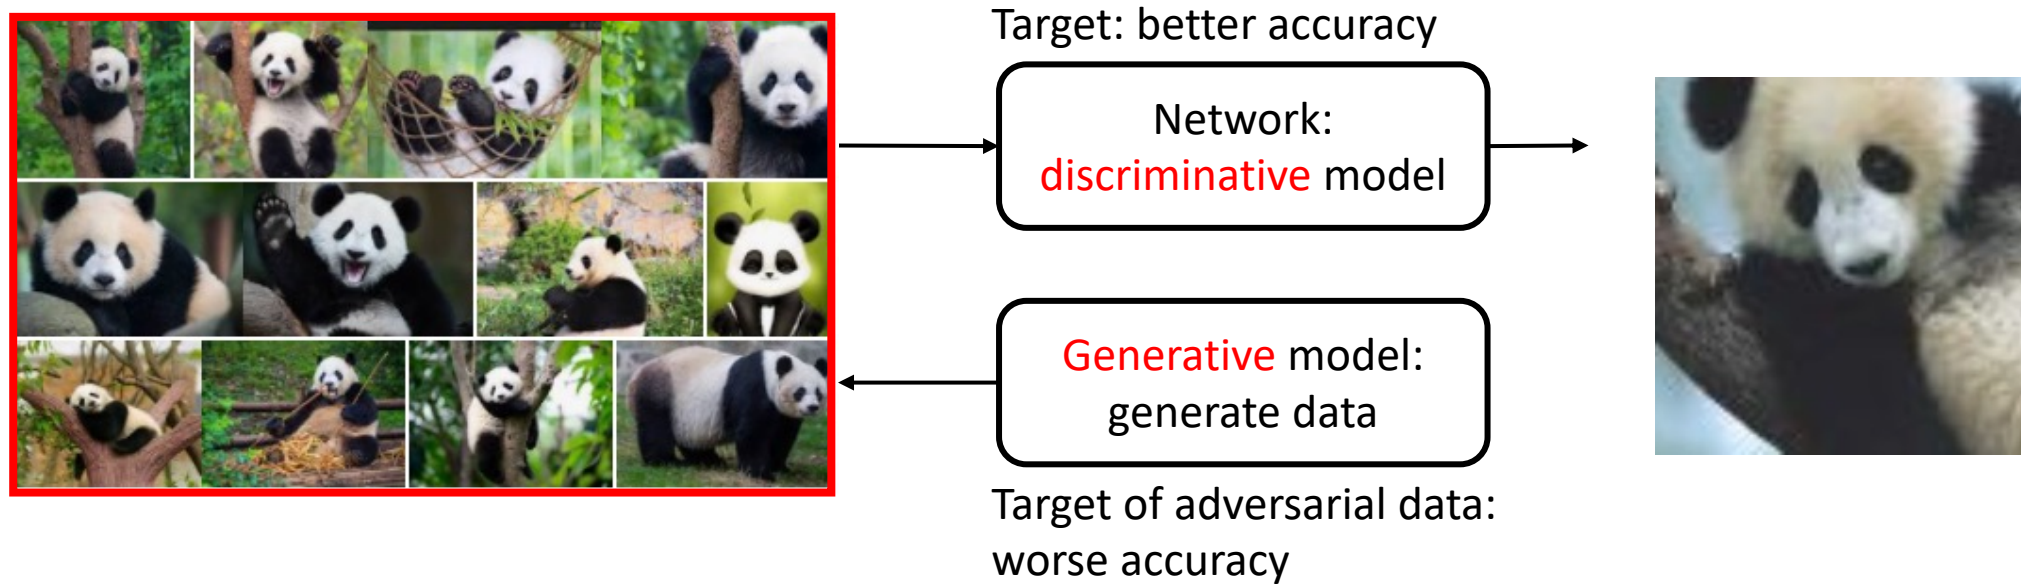 Target: better accuracy
Network:
discriminative model
Generative model:
generate data
Target of adversarial data:
worse accuracy